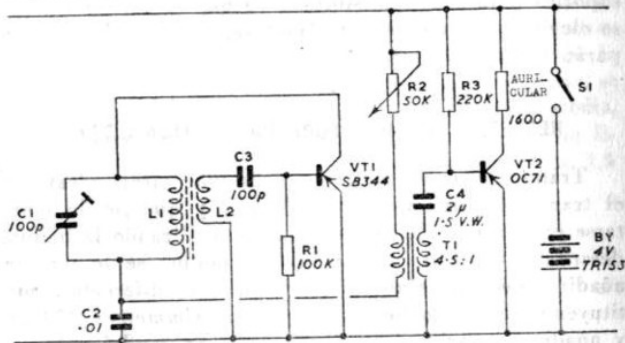 C1
100p
L1
L2
C2
.01
C3
100p
R1
100K
VT1
SB344
R2
50K
R3
220K
C4
2μ
1·5 V.W.
T1
4·5:1
AURI-
CULAR
1600
VT2
OC71
S1
BY
4V
TR153